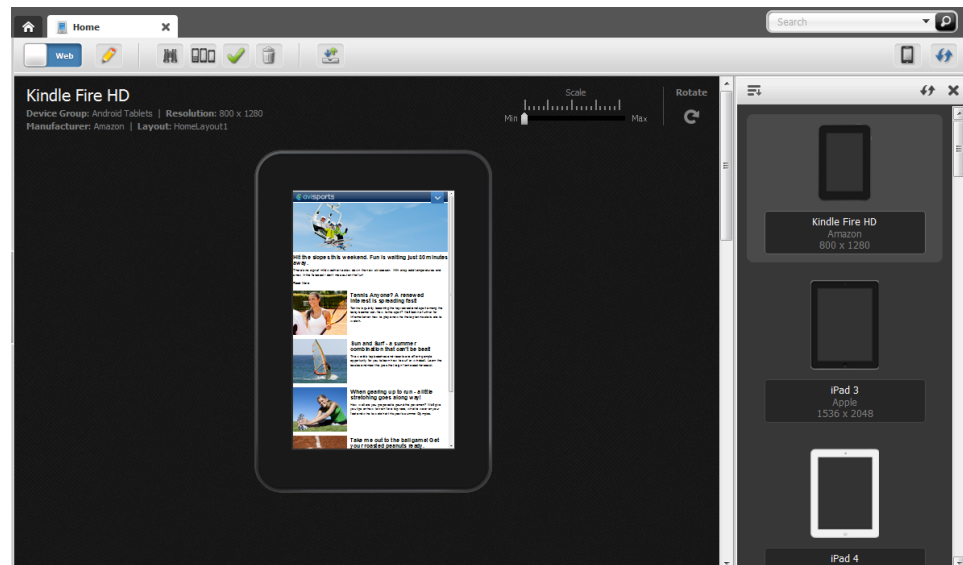 Home
Search
Web
Kindle Fire HD
Device Group: Android Tablets | Resolution: 800 x 1280
Manufacturer: Amazon | Layout: HomeLayout1
Scale
Min
Max
Rotate
avisports
Hit the slopes this weekend. Fun is waiting just 30 minutes
away.
Read More
Tennis Anyone? A renewed
interest is spreading fast!
Sun and Surf - a summer
combination that can't be beat!
When gearing up to run - a little
stretching goes along way!
Take me out to the ballgame! Get
your roasted peanuts ready.
Kindle Fire HD
Amazon
800 x 1280
iPad 3
Apple
1536 x 2048
iPad 4